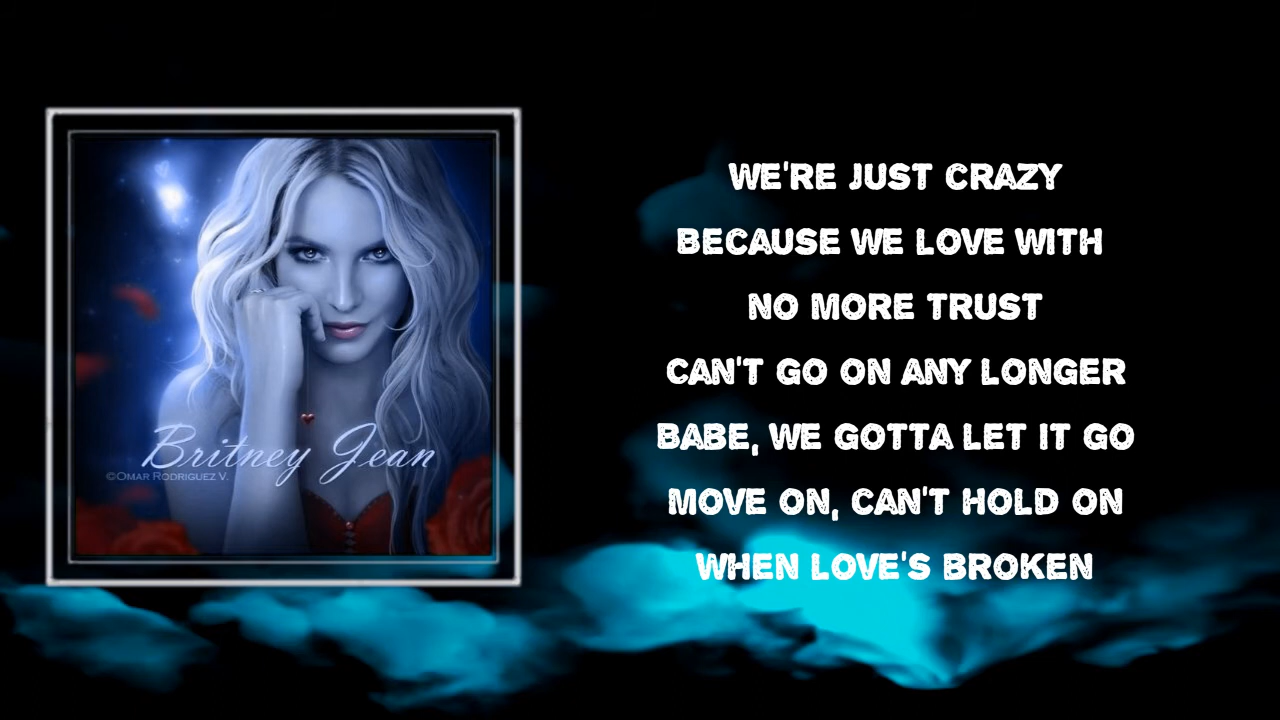 Britney Jean
©Omar Rodriguez V.
WE'RE JUST CRAZY
BECAUSE WE LOVE WITH
NO MORE TRUST
CAN'T GO ON ANY LONGER
BABE, WE GOTTA LET IT GO
MOVE ON, CAN'T HOLD ON
WHEN LOVE'S BROKEN